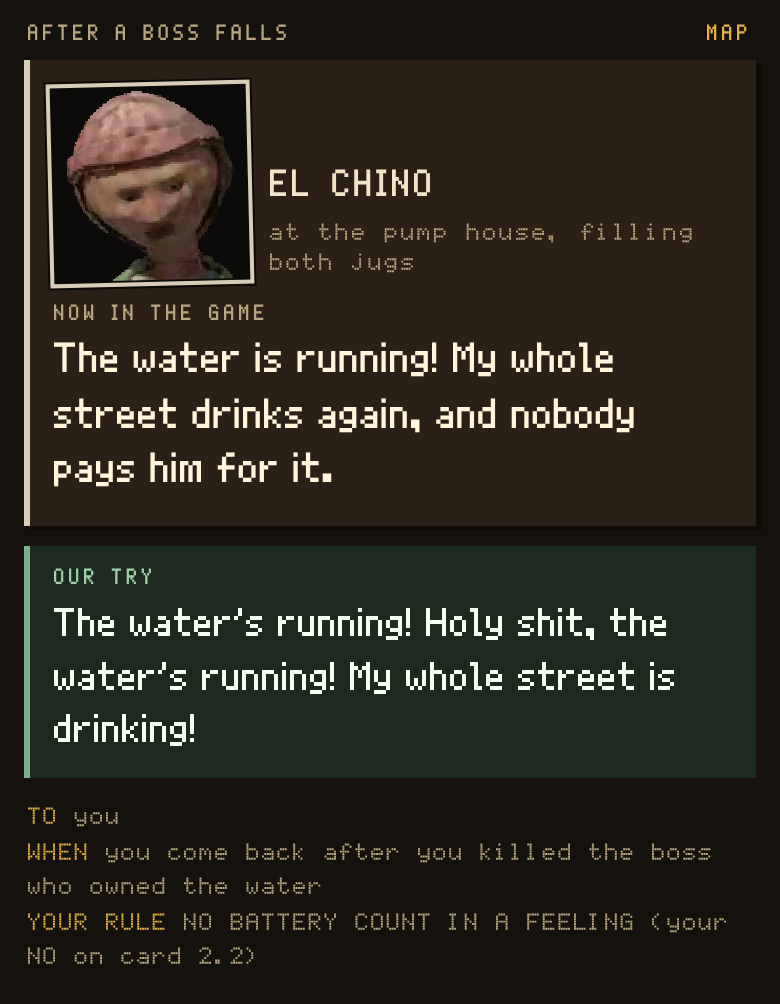 AFTER A BOSS FALLS
MAP
EL CHINO
at the pump house, filling
both jugs
NOW IN THE GAME
The water is running! My whole
street drinks again, and nobody
pays him for it.
OUR TRY
The water's running! Holy shit, the
water's running! My whole street is
drinking!
TO you
WHEN you come back after you killed the boss
who owned the water
YOUR RULE NO BATTERY COUNT IN A FEELING (your
NO on card 2.2)